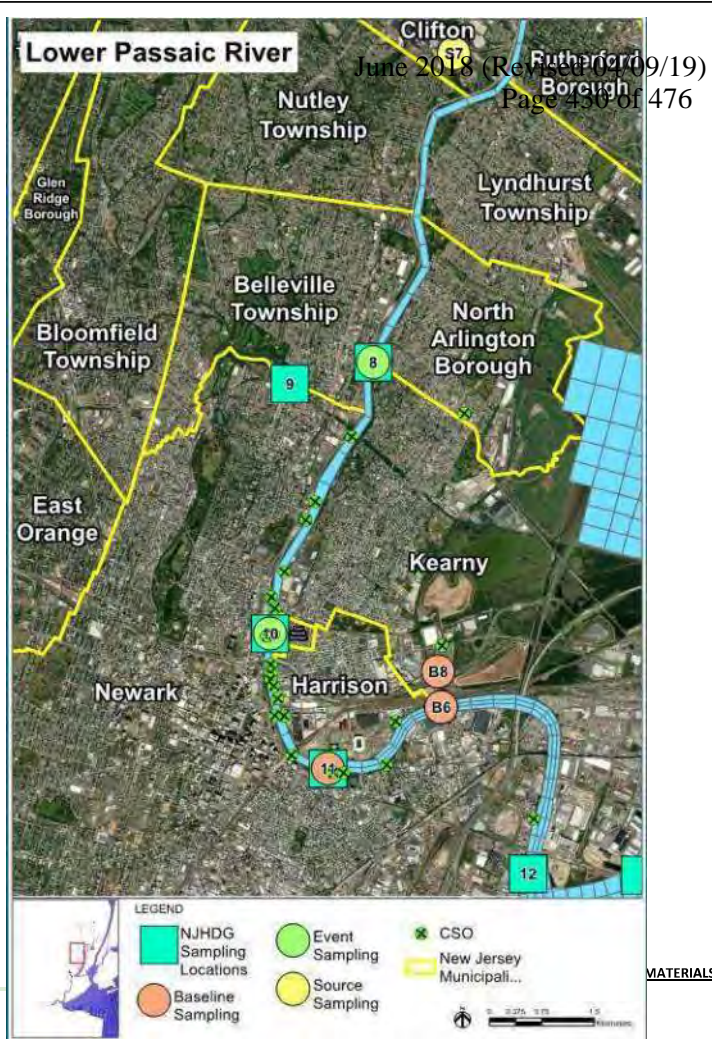 Lower Passaic River
June 2018 (Revised 04/09/19)
Page 430 of 476
Clifton
S7
Rutherford
Borough
Nutley
Township
Glen
Ridge
Borough
Lyndhurst
Township
Belleville
Township
North
Arlington
Borough
Bloomfield
Township
8
9
East
Orange
Kearny
10
Newark
Harrison
B8
B6
11
12
LEGEND
NJHDG
Sampling
Locations
Event
Sampling
CSO
New Jersey
Municipali...
Baseline
Sampling
Source
Sampling
N
MATERIALS